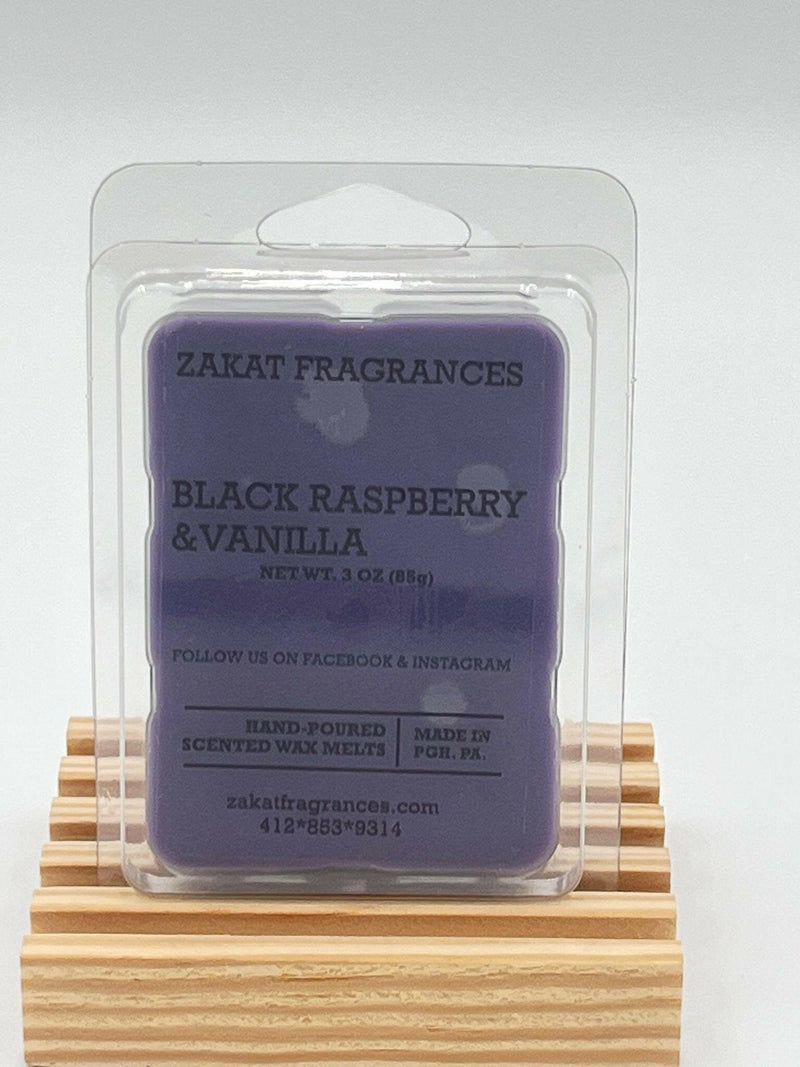 ZAKAT FRAGRANCES
BLACK RASPBERRY
&VANILLA
NET WT. 3 OZ (85g)
FOLLOW US ON FACEBOOK & INSTAGRAM
HAND-POURED
SCENTED WAX MELTS
MADE IN
PGH, PA.
zakatfragrances.com
412*853*9314